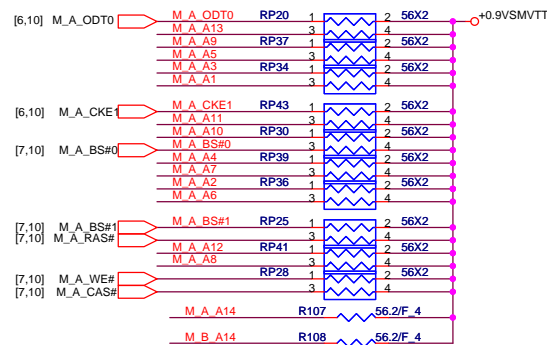 [6,10] M_A_ODT0 M_A_ODT0 RP20 1 2 56X2 +0.9VSMVTT
M_A_A13 3 4
M_A_A9 RP37 1 2 56X2
M_A_A5 3 4
M_A_A3 RP34 1 2 56X2
M_A_A1 3 4
[6,10] M_A_CKE1 M_A_CKE1 RP43 1 2 56X2
M_A_A11 3 4
M_A_A10 RP30 1 2 56X2
[7,10] M_A_BS#0 M_A_BS#0 3 4
M_A_A4 RP39 1 2 56X2
M_A_A7 3 4
M_A_A2 RP36 1 2 56X2
M_A_A6 3 4
[7,10] M_A_BS#1 M_A_BS#1 RP25 1 2 56X2
[7,10] M_A_RAS# 3 4
M_A_A12 RP41 1 2 56X2
M_A_A8 3 4
[7,10] M_A_WE# RP28 1 2 56X2
[7,10] M_A_CAS# 3 4
M_A_A14 R107 56.2/F_4
M_B_A14 R108 56.2/F_4